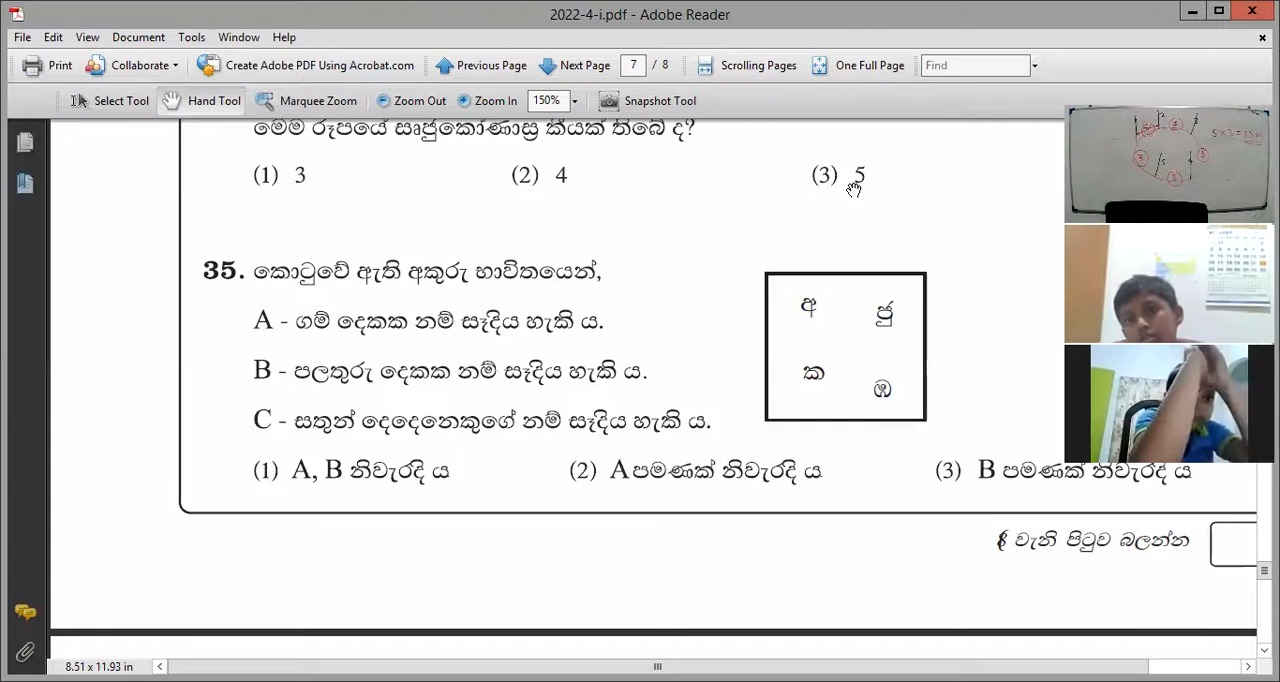 2022-4-i.pdf - Adobe Reader
File Edit View Document Tools Window Help
Print Collaborate Create Adobe PDF Using Acrobat.com Previous Page Next Page 7 / 8 Scrolling Pages One Full Page Find
Select Tool Hand Tool Marquee Zoom Zoom Out Zoom In 150% Snapshot Tool
මෙම රූපයේ සෘජුකෝණාස්‍ර කීයක් තිබේ ද?
(1) 3 (2) 4 (3) 5
35. කොටුවේ ඇති අකුරු භාවිතයෙන්,
අ ජු
A - ගම් දෙකක නම් සෑදිය හැකි ය.
B - පලතුරු දෙකක නම් සෑදිය හැකි ය.
ක ඹ
C - සතුන් දෙදෙනෙකුගේ නම් සෑදිය හැකි ය.
(1) A, B නිවැරදි ය (2) A පමණක් නිවැරදි ය (3) B පමණක් නිවැරදි ය
වැනි පිටුව බලන්න
8.51 x 11.93 in